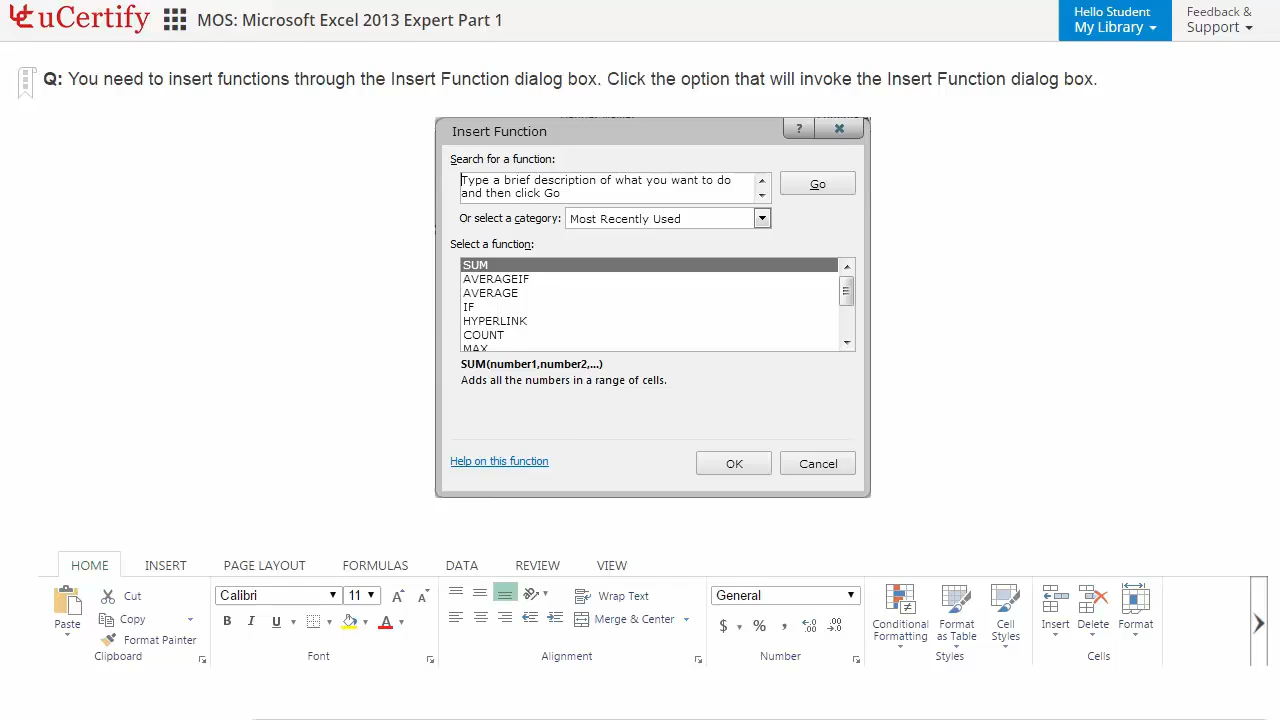 uCertify MOS: Microsoft Excel 2013 Expert Part 1
Hello Student
My Library
Feedback &
Support
Q: You need to insert functions through the Insert Function dialog box. Click the option that will invoke the Insert Function dialog box.
Insert Function ?
Search for a function:
Type a brief description of what you want to do
and then click Go
Go
Or select a category: Most Recently Used
Select a function:
SUM
AVERAGEIF
AVERAGE
IF
HYPERLINK
COUNT
MAX
SUM(number1,number2,...)
Adds all the numbers in a range of cells.
Help on this function OK Cancel
HOME INSERT PAGE LAYOUT FORMULAS DATA REVIEW VIEW
Paste
Cut
Copy
Format Painter
Clipboard
Calibri 11 A A
B I U A
Font
Wrap Text
Merge & Center
Alignment
General
$ % , .00 .00
Number
Conditional
Formatting
Format
as Table
Cell
Styles
Styles
Insert Delete Format
Cells